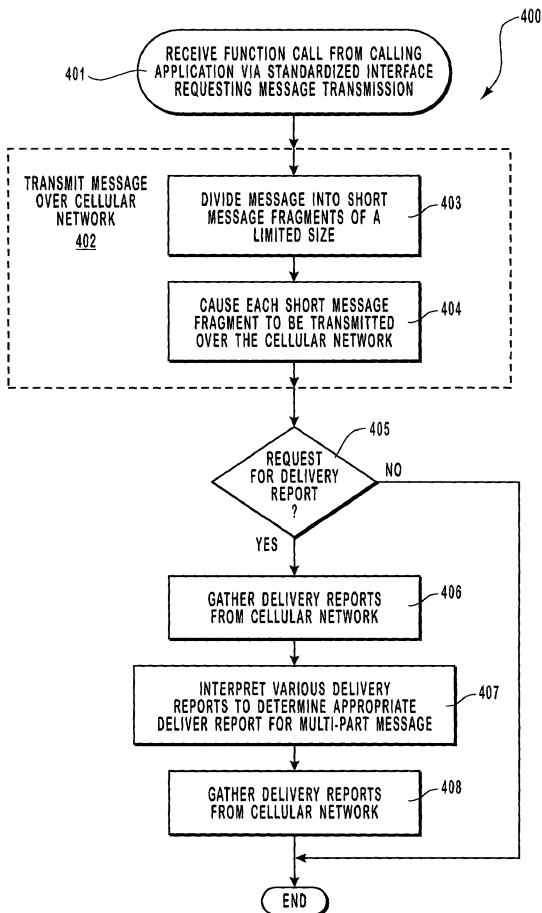 400
401
RECEIVE FUNCTION CALL FROM CALLING
APPLICATION VIA STANDARDIZED INTERFACE
REQUESTING MESSAGE TRANSMISSION
TRANSMIT MESSAGE
OVER CELLULAR
NETWORK
402
DIVIDE MESSAGE INTO SHORT
MESSAGE FRAGMENTS OF A
LIMITED SIZE
403
CAUSE EACH SHORT MESSAGE
FRAGMENT TO BE TRANSMITTED
OVER THE CELLULAR NETWORK
404
405
REQUEST
FOR DELIVERY
REPORT
?
NO
YES
GATHER DELIVERY REPORTS
FROM CELLULAR NETWORK
406
INTERPRET VARIOUS DELIVERY
REPORTS TO DETERMINE APPROPRIATE
DELIVER REPORT FOR MULTI-PART MESSAGE
407
GATHER DELIVERY REPORTS
FROM CELLULAR NETWORK
408
END